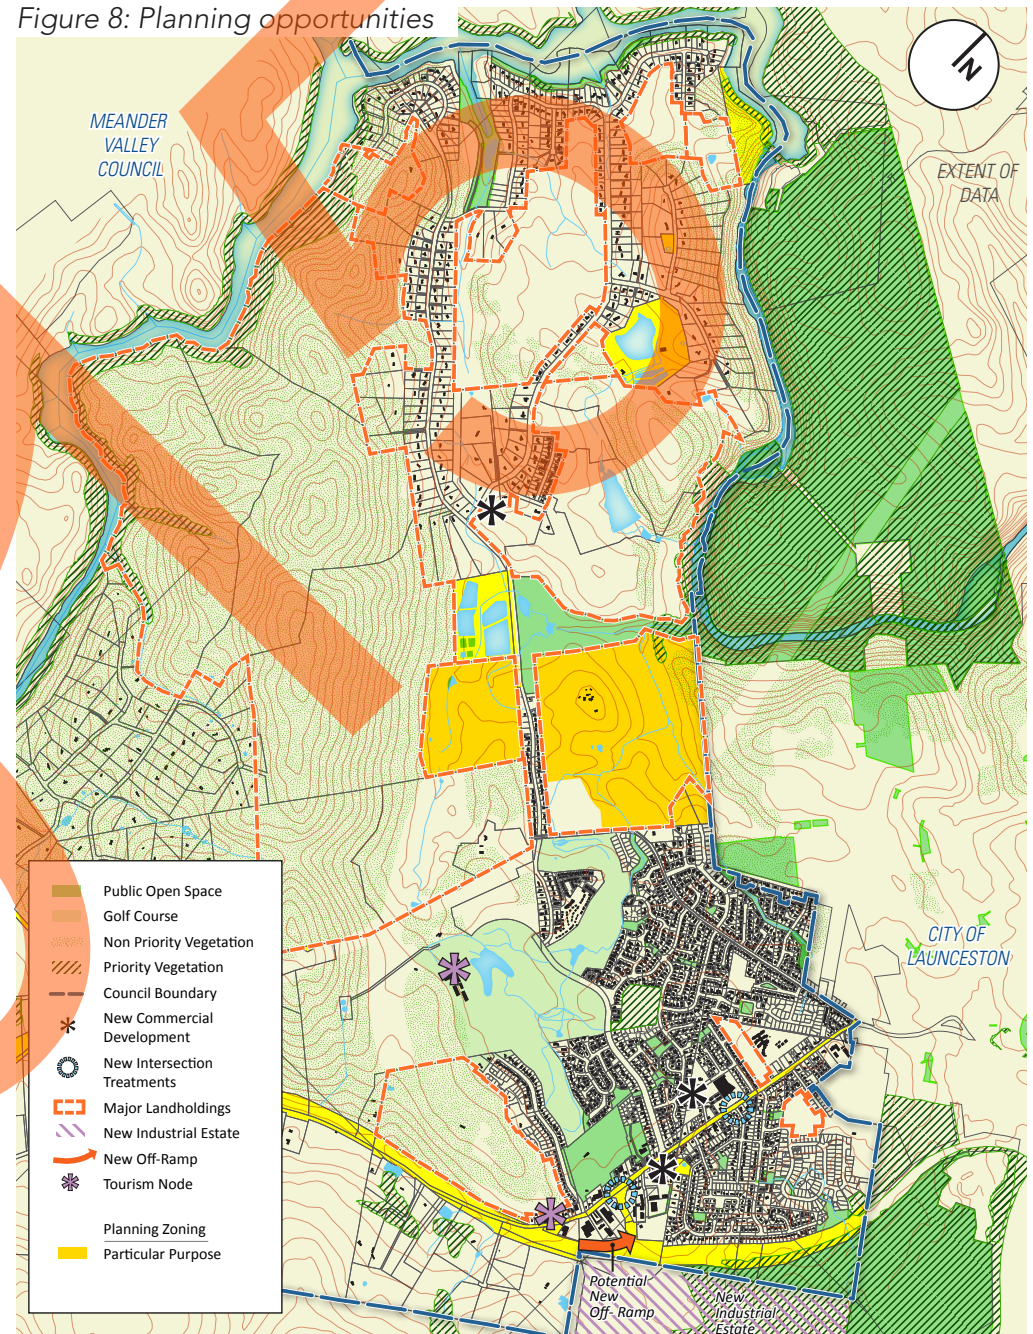 Figure 8: Planning opportunities
N
MEANDER
VALLEY
COUNCIL
EXTENT OF
DATA
CITY OF
LAUNCESTON
Public Open Space
Golf Course
Non Priority Vegetation
Priority Vegetation
Council Boundary
New Commercial
Development
New Intersection
Treatments
Major Landholdings
New Industrial Estate
New Off-Ramp
Tourism Node
Planning Zoning
Particular Purpose
Potential
New
Off- Ramp
New
Industrial
Estate